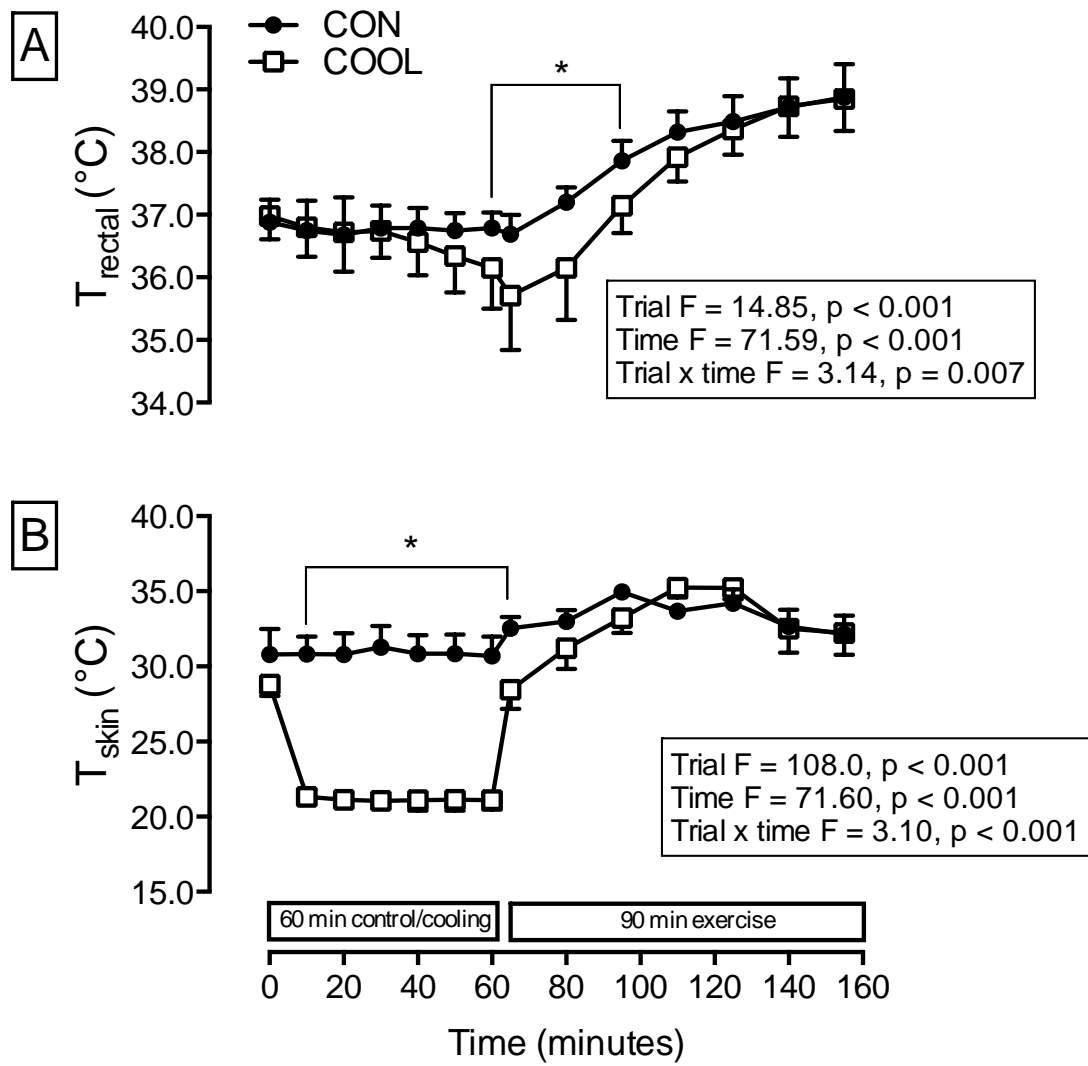 A
CON
COOL
*
40.0
39.0
38.0
37.0
36.0
35.0
34.0
T rectal (°C)
Trial F = 14.85, p < 0.001
Time F = 71.59, p < 0.001
Trial x time F = 3.14, p = 0.007
B
*
40.0
35.0
30.0
25.0
20.0
15.0
T skin (°C)
Trial F = 108.0, p < 0.001
Time F = 71.60, p < 0.001
Trial x time F = 3.10, p < 0.001
60 min control/cooling
90 min exercise
0 20 40 60 80 100 120 140 160
Time (minutes)